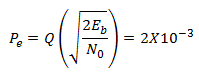 P_e = Q(√(2E_b/N_0)) = 2X10^-3